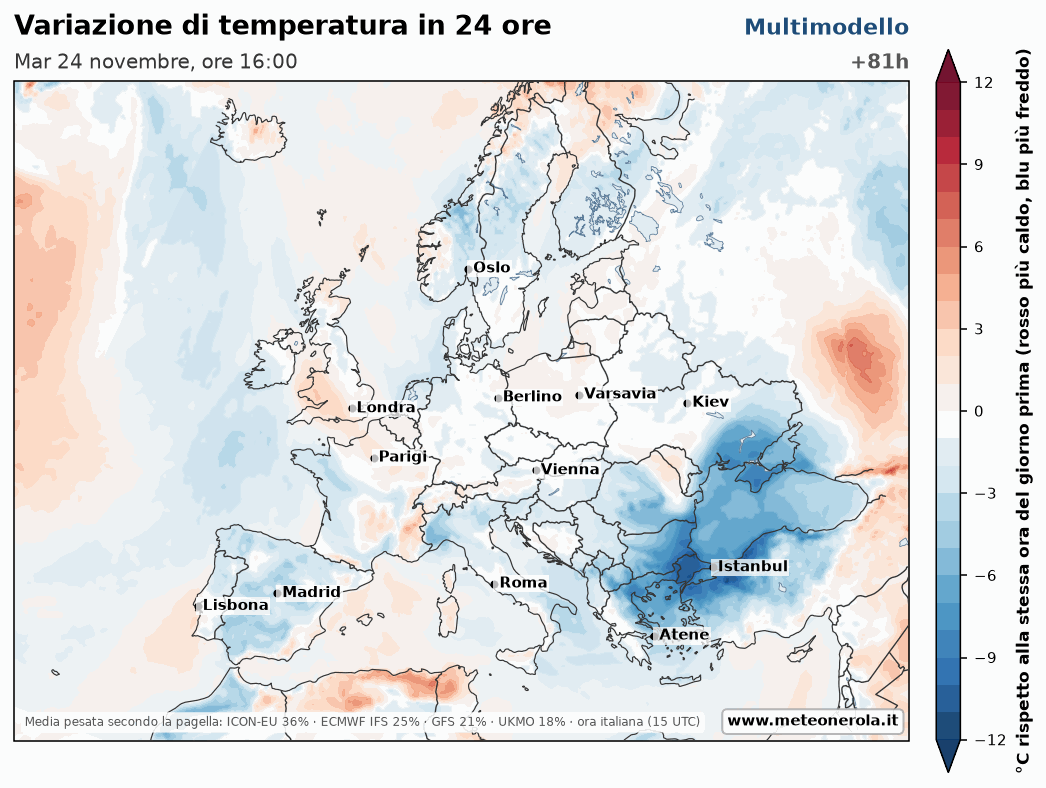 Variazione di temperatura in 24 ore
Multimodello
Mar 24 novembre, ore 16:00
+81h
Oslo
Londra
Berlino
Varsavia
Kiev
Parigi
Vienna
Istanbul
Roma
Madrid
Lisbona
Atene
Media pesata secondo la pagella: ICON-EU 36% · ECMWF IFS 25% · GFS 21% · UKMO 18% · ora italiana (15 UTC)
www.meteonerola.it
12
9
6
3
0
−3
−6
−9
−12
°C rispetto alla stessa ora del giorno prima (rosso più caldo, blu più freddo)